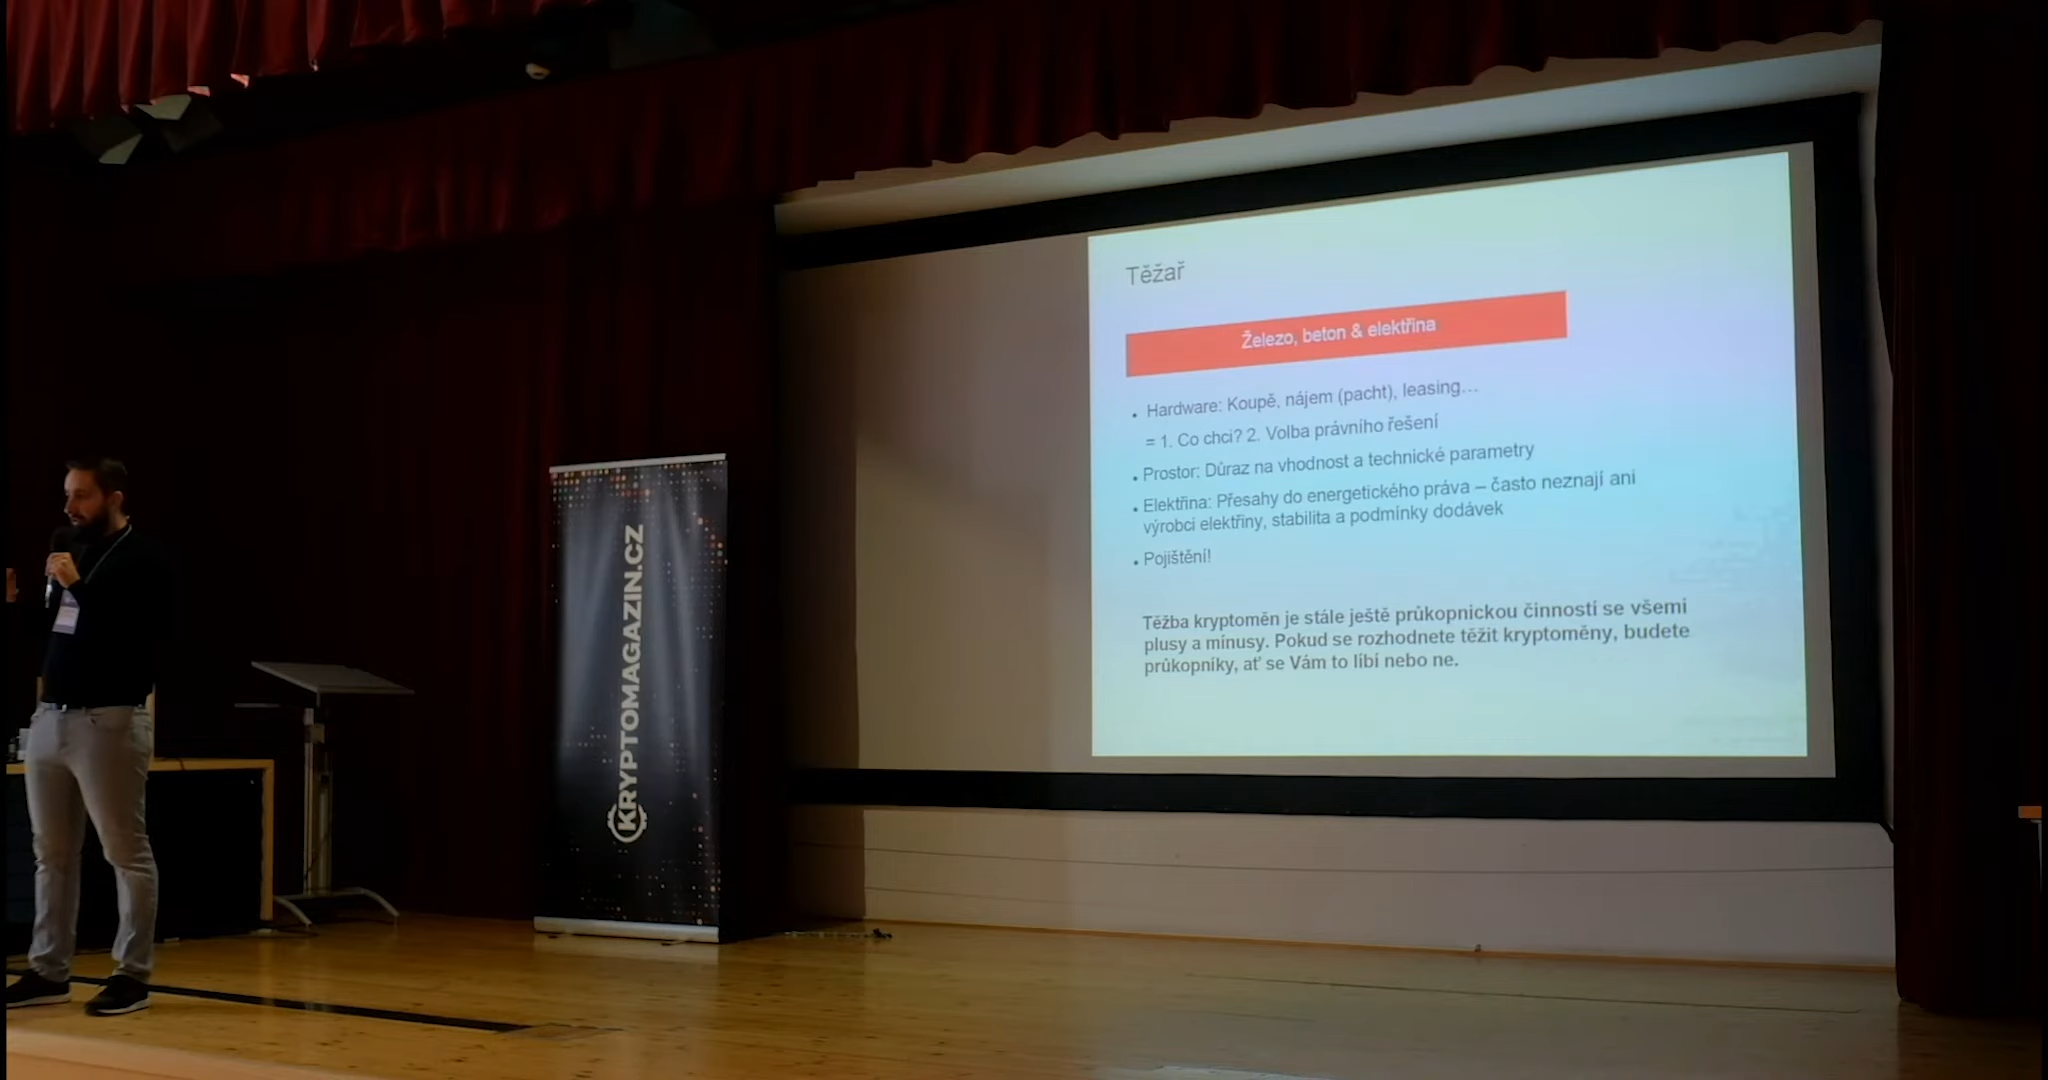 Těžař
Železo, beton & elektřina
• Hardware: Koupě, nájem (pacht), leasing…
= 1. Co chci? 2. Volba právního řešení
• Prostor: Důraz na vhodnost a technické parametry
• Elektřina: Přesahy do energetického práva – často neznají ani
výrobci elektřiny, stabilita a podmínky dodávek
• Pojištění!
Těžba kryptoměn je stále ještě průkopnickou činností se všemi
plusy a mínusy. Pokud se rozhodnete těžit kryptoměny, budete
průkopníky, ať se Vám to líbí nebo ne.
KRYPTOMAGAZIN.CZ